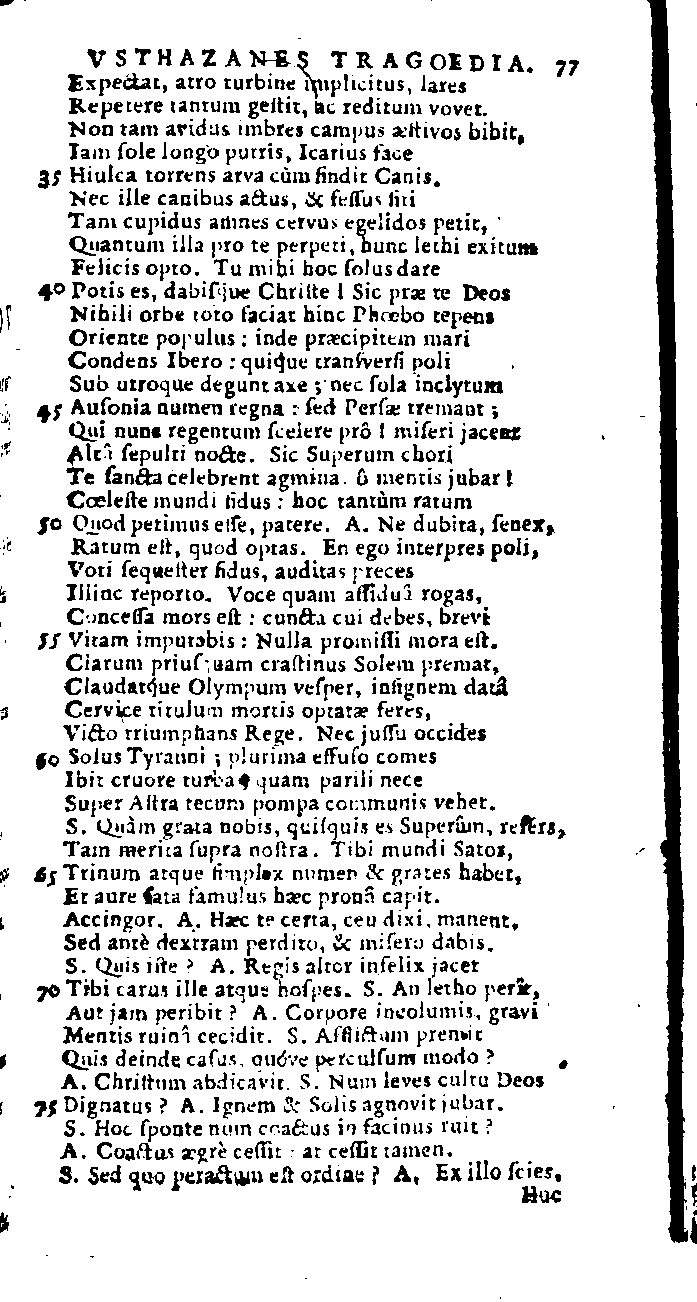 VSTHAZANES TRAGOEDIA. 77
Expectat, atro turbine implicitus, lares
Repetere tantum geſtit, ac reditum vovet.
Non tam avidus imbres campus æſtivos bibit,
Iam ſole longo putris, Icarius face
35 Hiulca torrens arva cùm findit Canis.
Nec ille canibus actus, & feſſus ſiti
Tam cupidus amnes cervus egelidos petit,
Quantum illa pro te perpeti, hunc lethi exitum
Felicis opto. Tu mihi hoc ſolus dare
40 Potis es, dabiſque Chriſte! Sic præ te Deos
Nihili orbe toto faciat hinc Phœbo tepens
Oriente populus: inde præcipitem mari
Condens Ibero: quique tranſverſi poli
Sub utroque degunt axe; nec ſola inclytum
45 Auſonia numen regna: ſed Perſæ tremant;
Qui nunc regentum ſcelere prô! miſeri jacent
Altâ ſepulti nocte. Sic Superum chori
Te ſancta celebrent agmina. ô mentis jubar!
Cœleſte mundi ſidus: hoc tantùm ratum
50 Quod petimus eſſe, patere. A. Ne dubita, ſenex,
Ratum eſt, quod optas. En ego interpres poli,
Voti ſequeſter fidus, auditas preces
Illinc reporto. Voce quam aſſiduâ rogas,
Conceſſa mors eſt: cuncta cui debes, brevi
55 Vitam imputabis: Nulla promiſſi mora eſt.
Clarum priuſquam craſtinus Solem premat,
Claudatque Olympum veſper, inſignem datâ
Cervice titulum mortis optatæ feres,
Victo triumphans Rege. Nec juſſu occides
60 Solus Tyranni; plurima effuſo comes
Ibit cruore turba, quam parili nece
Super Aſtra tecum pompa communis vehet.
S. Quàm grata nobis, quiſquis es Superûm, refers,
Tam merita ſupra noſtra. Tibi mundi Sator,
65 Trinum atque ſimplex numen & grates habet,
Et aure fata famulus hæc pronâ capit.
Accingor. A. Hæc te certa, ceu dixi, manent,
Sed antè dextram perdito, & miſero dabis.
S. Quis iſte? A. Regis altor infelix jacet
70 Tibi carus ille atque hoſpes. S. An letho perit,
Aut jam peribit? A. Corpore incolumis, gravi
Mentis ruinâ cecidit. S. Afflictum premit
Quis deinde caſus, quóve perculſum modo?
A. Chriſtum abdicavit. S. Num leves cultu Deos
75 Dignatus? A. Ignem & Solis agnovit jubar.
S. Hoc ſponte num coactus in facinus ruit?
A. Coactus ægrè ceſſit: at ceſſit tamen.
S. Sed quo peractum eſt ordine? A. Ex illo ſcies,
Huc